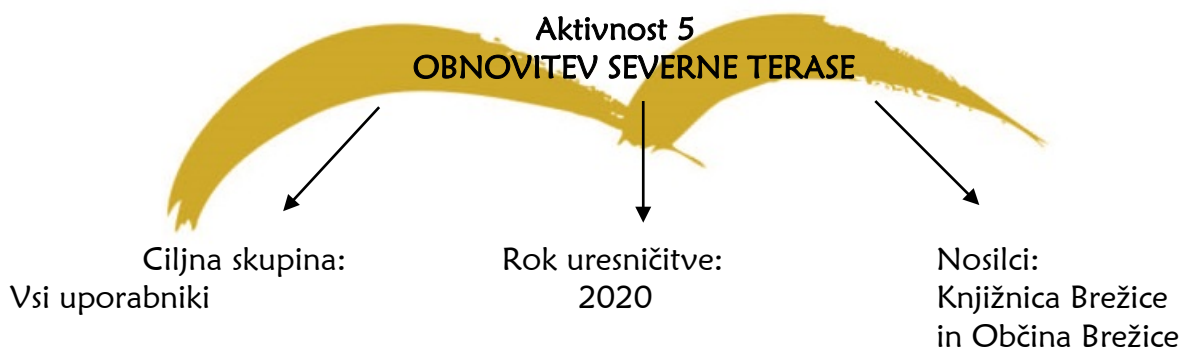 Aktivnost 5
OBNOVITEV SEVERNE TERASE
Ciljna skupina:
Vsi uporabniki
Rok uresničitve:
2020
Nosilci:
Knjižnica Brežice
in Občina Brežice